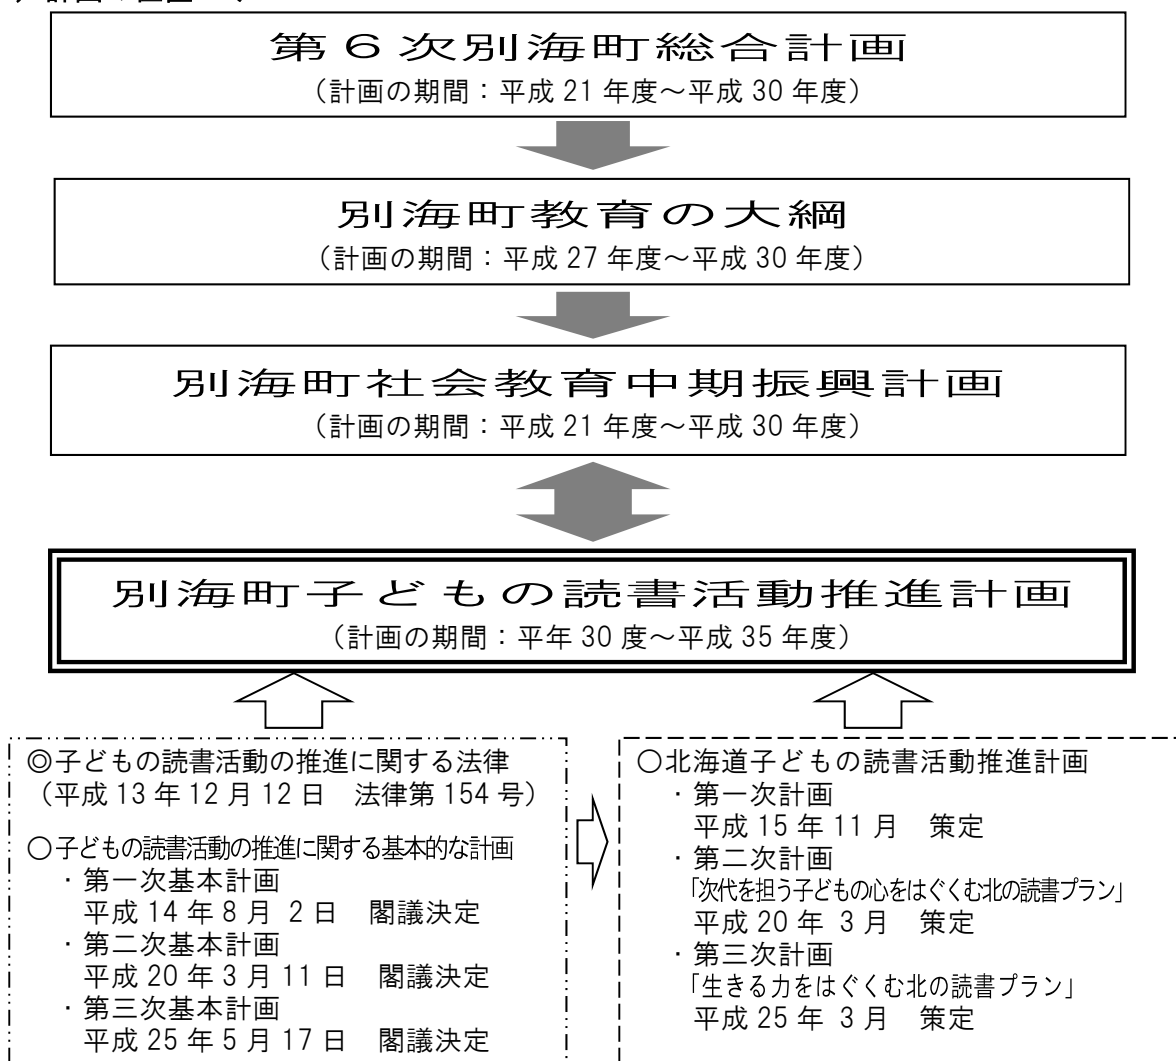 第６次別海町総合計画
（計画の期間：平成 21 年度～平成 30 年度）
別海町教育の大綱
（計画の期間：平成 27 年度～平成 30 年度）
別海町社会教育中期振興計画
（計画の期間：平成 21 年度～平成 30 年度）
別海町子どもの読書活動推進計画
（計画の期間：平年 30 度～平成 35 年度）
◎子どもの読書活動の推進に関する法律
（平成 13 年 12 月 12 日　法律第 154 号）
○子どもの読書活動の推進に関する基本的な計画
・第一次基本計画
平成 14 年 8 月 2 日　閣議決定
・第二次基本計画
平成 20 年 3 月 11 日　閣議決定
・第三次基本計画
平成 25 年 5 月 17 日　閣議決定
○北海道子どもの読書活動推進計画
・第一次計画
平成 15 年 11 月　策定
・第二次計画
「次代を担う子どもの心をはぐくむ北の読書プラン」
平成 20 年 3 月　策定
・第三次計画
「生きる力をはぐくむ北の読書プラン」
平成 25 年 3 月　策定